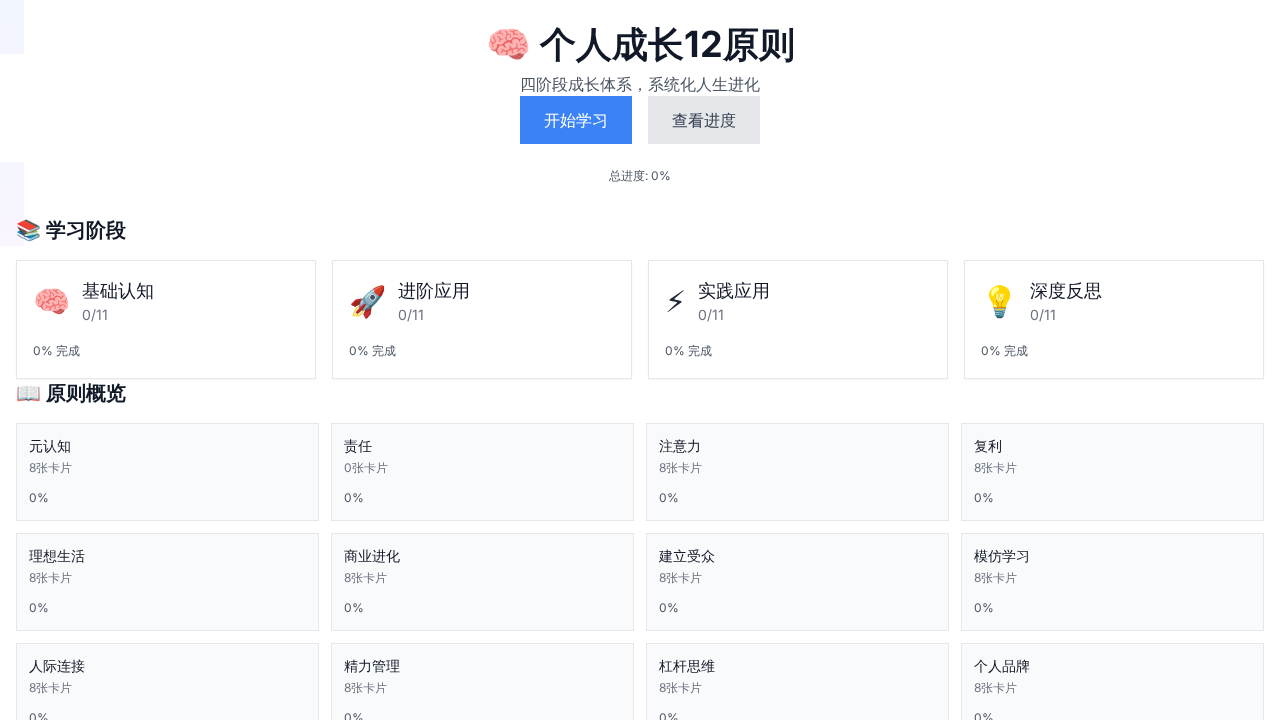 🧠 个人成长12原则
四阶段成长体系，系统化人生进化
开始学习 查看进度
总进度: 0%
📚 学习阶段
🧠 基础认知
0/11
0% 完成
🚀 进阶应用
0/11
0% 完成
⚡ 实践应用
0/11
0% 完成
💡 深度反思
0/11
0% 完成
📖 原则概览
元认知
8张卡片
0%
责任
0张卡片
0%
注意力
8张卡片
0%
复利
8张卡片
0%
理想生活
8张卡片
0%
商业进化
8张卡片
0%
建立受众
8张卡片
0%
模仿学习
8张卡片
0%
人际连接
8张卡片
0%
精力管理
8张卡片
0%
杠杆思维
8张卡片
0%
个人品牌
8张卡片
0%